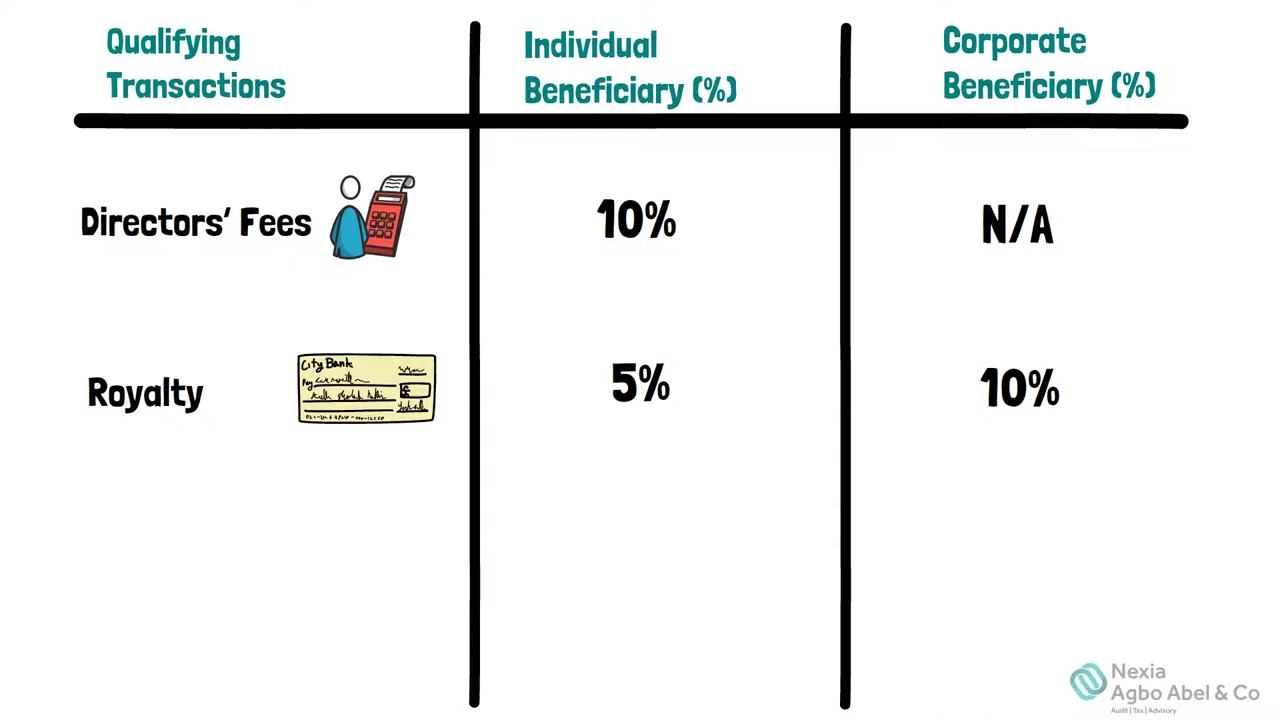 Qualifying
Transactions
Individual
Beneficiary (%)
Corporate
Beneficiary (%)
Directors' Fees
10%
N/A
Royalty
City Bank
Pay
5%
10%
Nexia
Agbo Abel & Co
Audit | Tax | Advisory